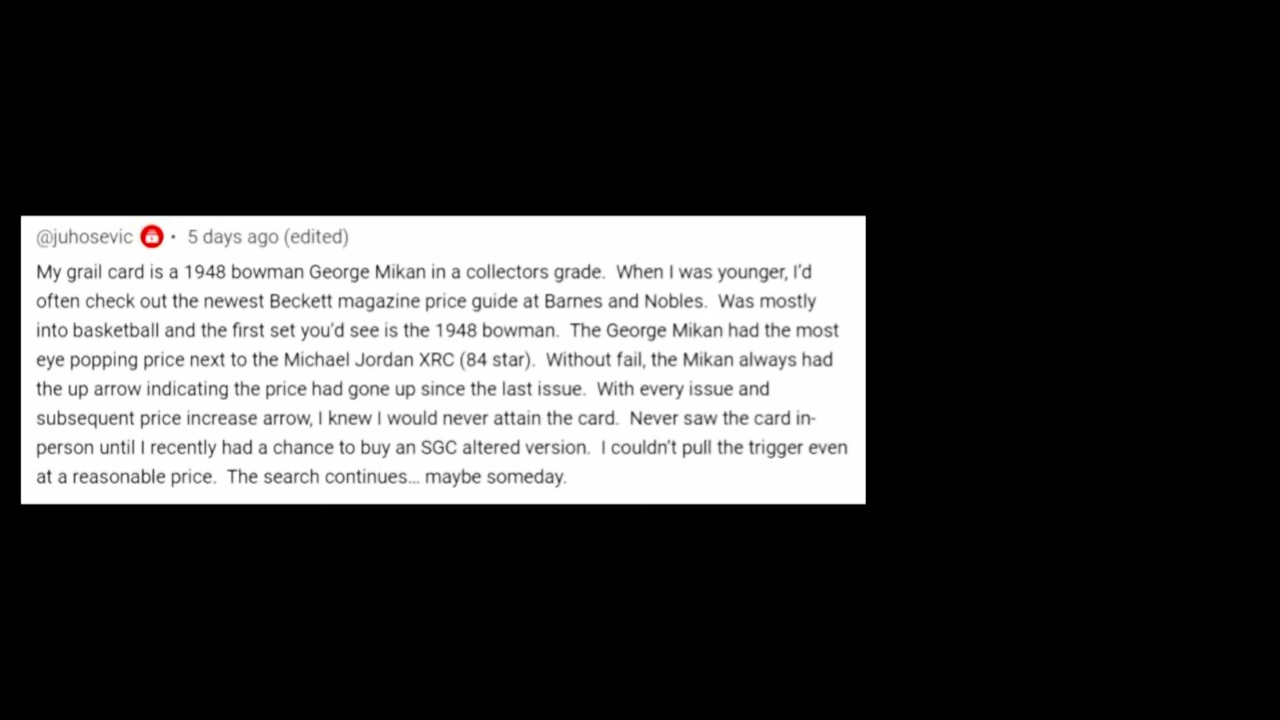 @juhosevic · 5 days ago (edited)
My grail card is a 1948 bowman George Mikan in a collectors grade.  When I was younger, I'd
often check out the newest Beckett magazine price guide at Barnes and Nobles.  Was mostly
into basketball and the first set you'd see is the 1948 bowman.  The George Mikan had the most
eye popping price next to the Michael Jordan XRC (84 star).  Without fail, the Mikan always had
the up arrow indicating the price had gone up since the last issue.  With every issue and
subsequent price increase arrow, I knew I would never attain the card.  Never saw the card in-
person until I recently had a chance to buy an SGC altered version.  I couldn't pull the trigger even
at a reasonable price.  The search continues... maybe someday.